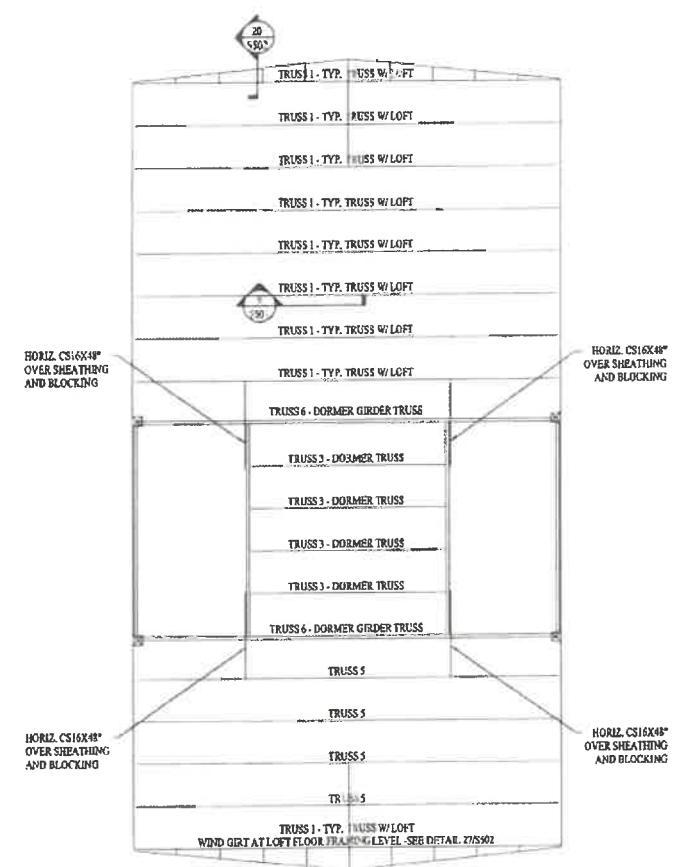 20
TRUSS 1 - TYP. TRUSS W/ LOFT
TRUSS 1 - TYP. TRUSS W/ LOFT
TRUSS 1 - TYP. TRUSS W/ LOFT
TRUSS 1 - TYP. TRUSS W/ LOFT
TRUSS 1 - TYP. TRUSS W/ LOFT
TRUSS 1 - TYP. TRUSS W/ LOFT
TRUSS 1 - TYP. TRUSS W/ LOFT
HORIZ. CS16X48"
OVER SHEATHING
AND BLOCKING
HORIZ. CS16X48"
OVER SHEATHING
AND BLOCKING
TRUSS 1 - TYP. TRUSS W/ LOFT
TRUSS 6 - DORMER GIRDER TRUSS
TRUSS 3 - DORMER TRUSS
TRUSS 3 - DORMER TRUSS
TRUSS 3 - DORMER TRUSS
TRUSS 3 - DORMER TRUSS
TRUSS 6 - DORMER GIRDER TRUSS
TRUSS 5
TRUSS 5
HORIZ. CS16X48"
OVER SHEATHING
AND BLOCKING
HORIZ. CS16X48"
OVER SHEATHING
AND BLOCKING
TRUSS 5
TRUSS 5
TRUSS 1 - TYP. TRUSS W/ LOFT
WIND GIRT AT LOFT FLOOR FRAMING LEVEL - SEE DETAIL 27/S502